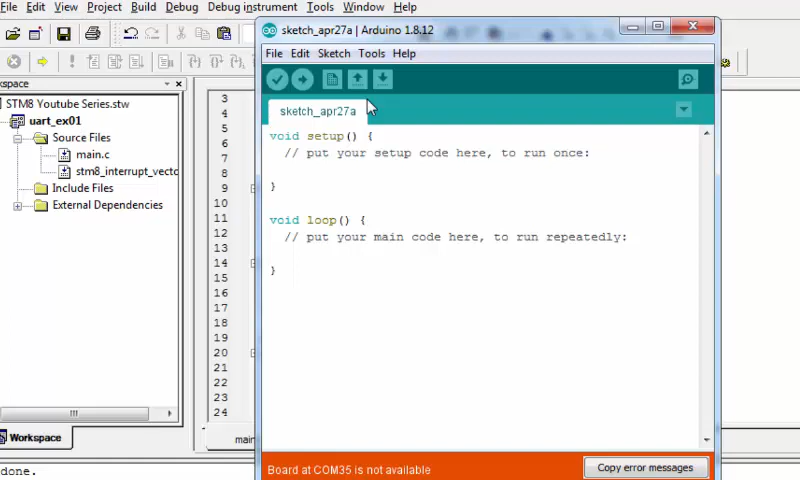 File Edit View Project Build Debug Debug instrument Tools Window Help
kspace
STM8 Youtube Series.stw
uart_ex01
Source Files
main.c
stm8_interrupt_vecto
Include Files
External Dependencies
Workspace
done.
3
4
5
6
7
8
9
10
11
12
13
14
15
16
17
18
19
20
21
22
23
24
main
sketch_apr27a | Arduino 1.8.12
File Edit Sketch Tools Help
sketch_apr27a
void setup() {
// put your setup code here, to run once:
}
void loop() {
// put your main code here, to run repeatedly:
}
Board at COM35 is not available
Copy error messages